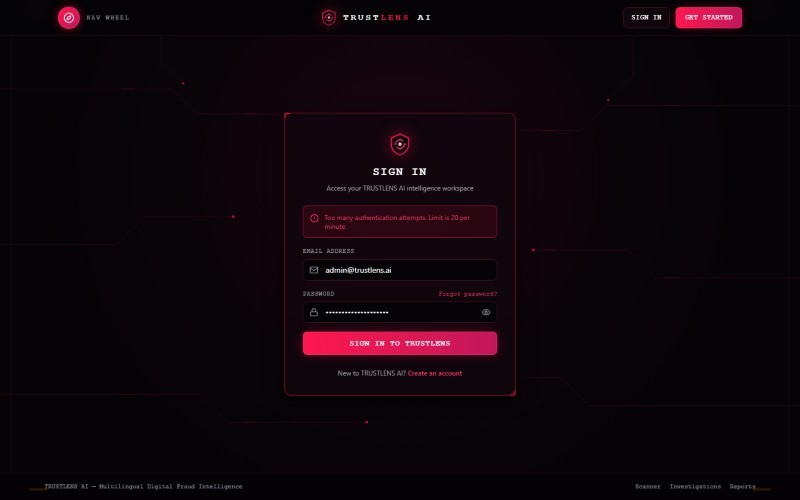 NAV WHEEL
TRUSTLENS AI
SIGN IN
GET STARTED
SIGN IN
Access your TRUSTLENS AI intelligence workspace
Too many authentication attempts. Limit is 20 per
minute.
EMAIL ADDRESS
admin@trustlens.ai
PASSWORD
Forgot password?
••••••••••••••••••••
SIGN IN TO TRUSTLENS
New to TRUSTLENS AI? Create an account
TRUSTLENS AI — Multilingual Digital Fraud Intelligence
Scanner Investigations Reports